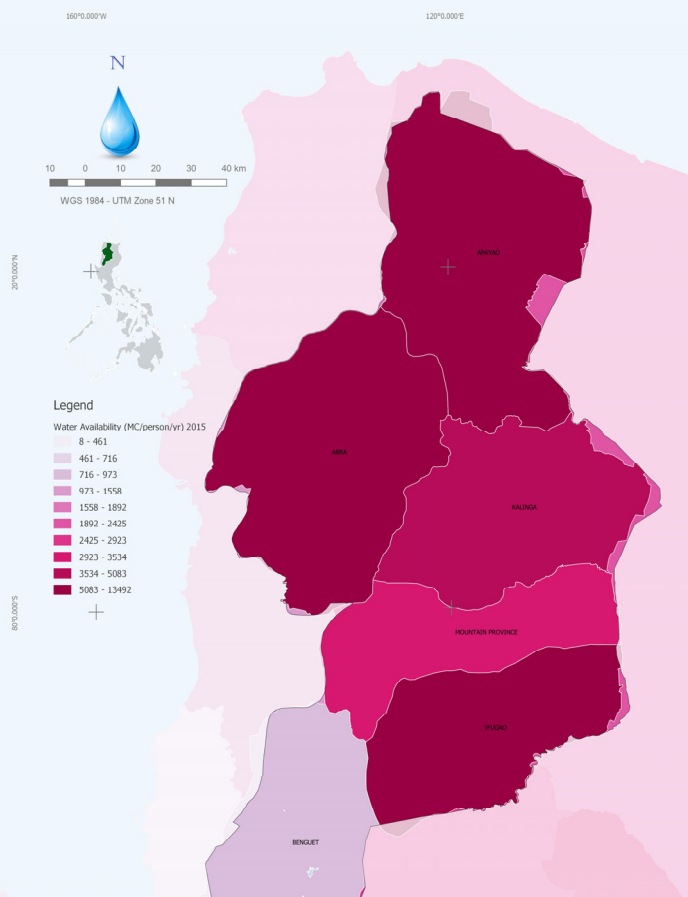 160°0.000"W
120°0.000"E
N
10 0 10 20 30 40 km
WGS 1984 - UTM Zone 51 N
20°0.000"N
80°0.000"S
Legend
Water Availability (MC/person/yr) 2015
8 - 461
461 - 716
716 - 973
973 - 1558
1558 - 1892
1892 - 2425
2425 - 2923
2923 - 3534
3534 - 5083
5083 - 13492
APAYAO
ABRA
KALINGA
MOUNTAIN PROVINCE
IFUGAO
BENGUET